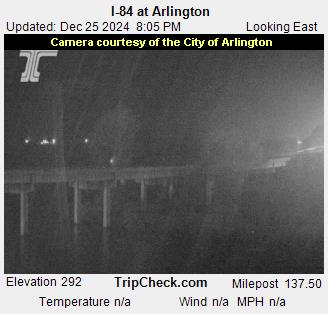 I-84 at Arlington
Updated: Dec 25 2024 8:05 PM Looking East
Camera courtesy of the City of Arlington
Elevation 292 TripCheck.com Milepost 137.50
Temperature n/a Wind n/a MPH n/a